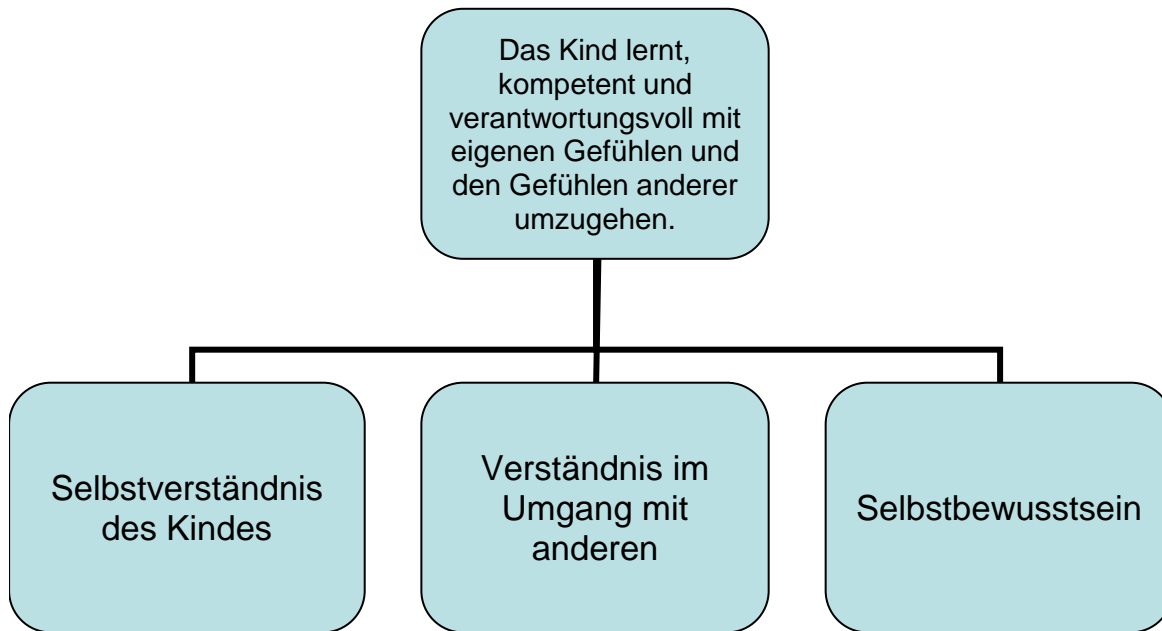 Das Kind lernt,
kompetent und
verantwortungsvoll mit
eigenen Gefühlen und
den Gefühlen anderer
umzugehen.
Selbstverständnis
des Kindes
Verständnis im
Umgang mit
anderen
Selbstbewusstsein